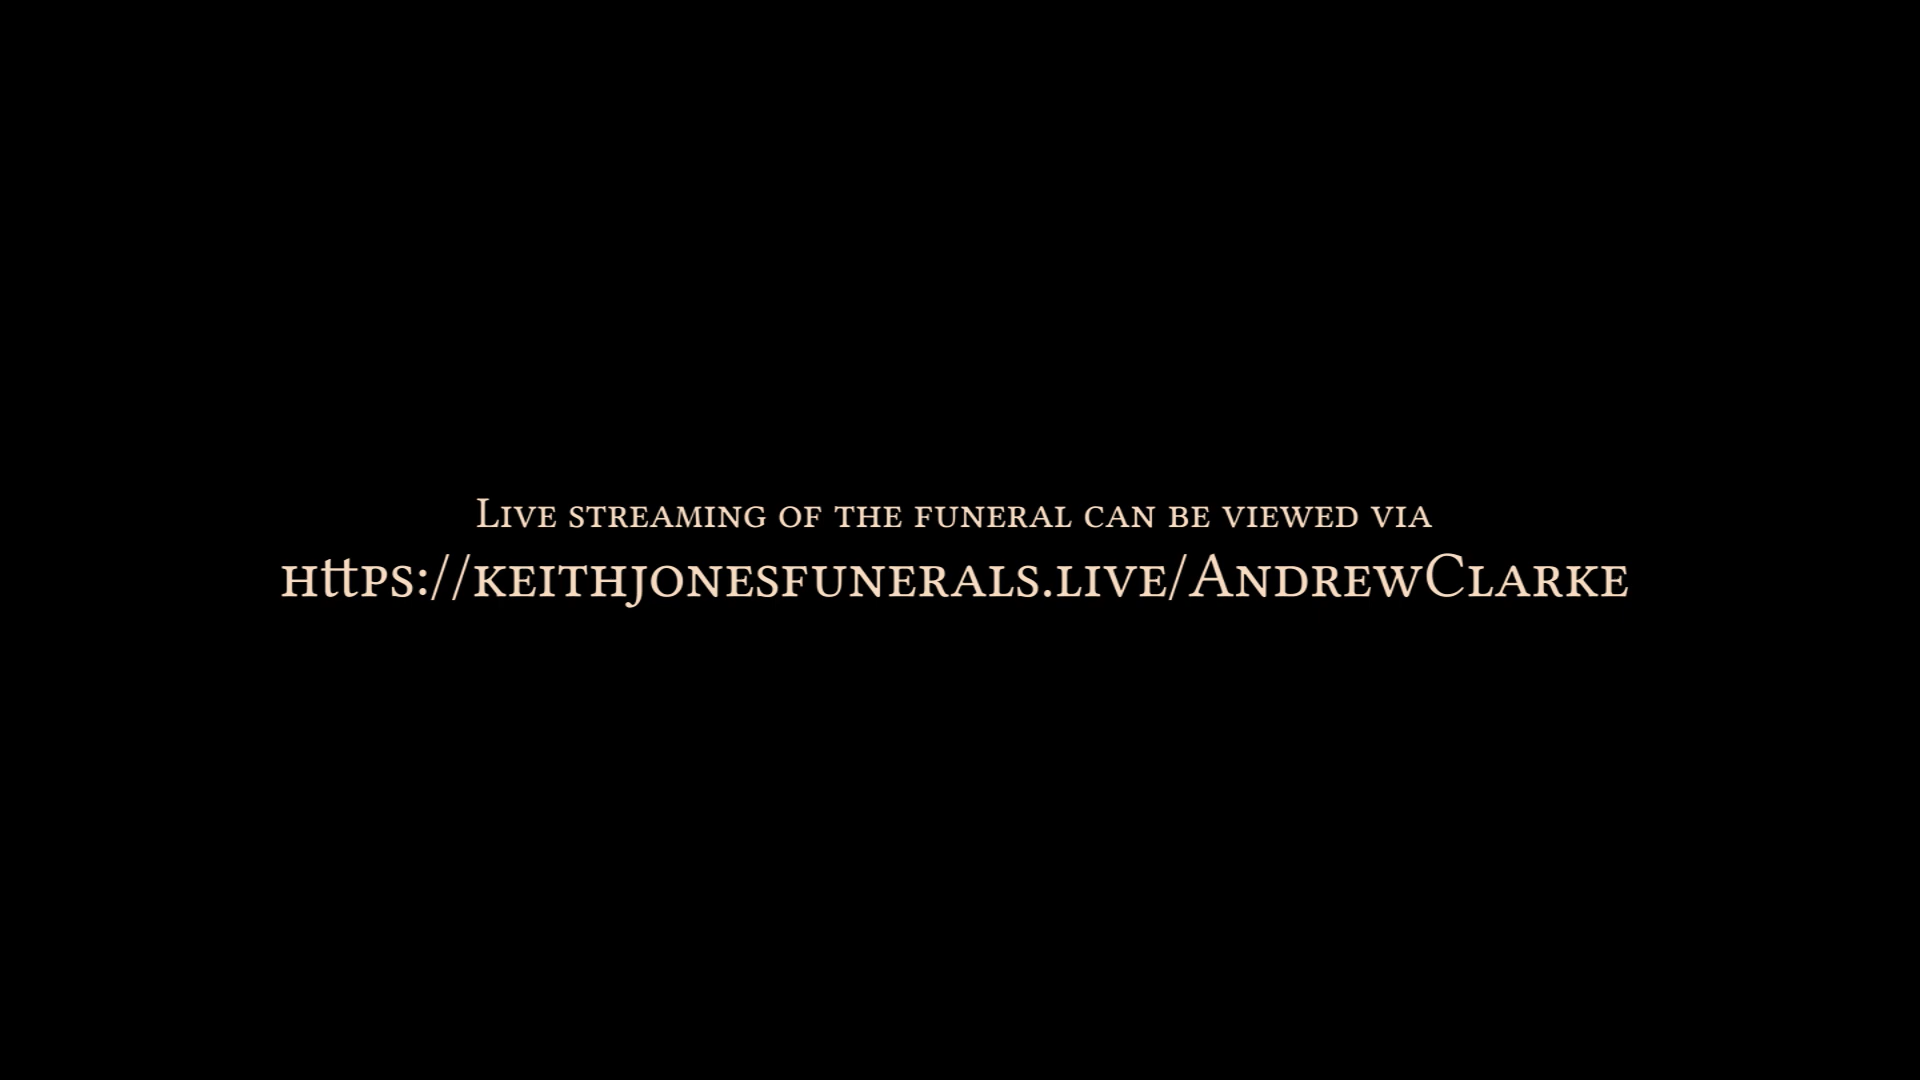 Live streaming of the funeral can be viewed via
https://keithjonesfunerals.live/AndrewClarke